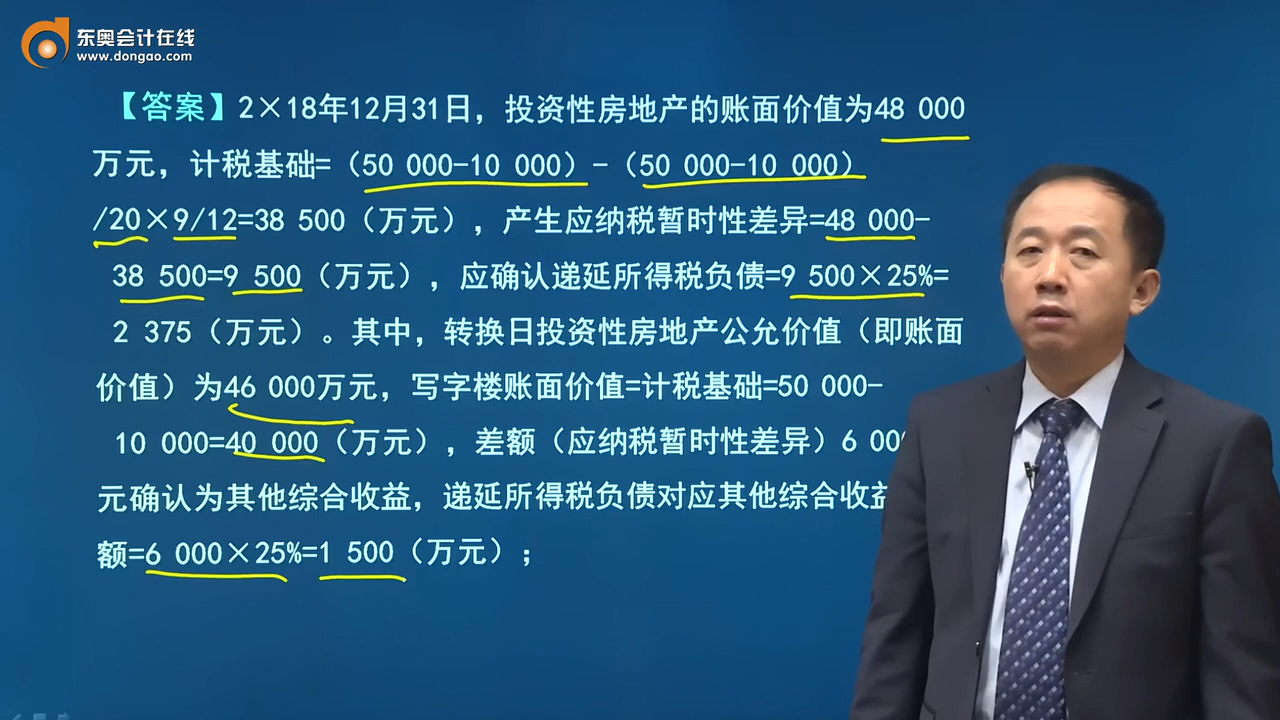 东奥会计在线
www.dongao.com
【答案】2×18年12月31日，投资性房地产的账面价值为48 000
万元，计税基础=（50 000-10 000）-（50 000-10 000）
/20×9/12=38 500（万元），产生应纳税暂时性差异=48 000-
38 500=9 500（万元），应确认递延所得税负债=9 500×25%=
2 375（万元）。其中，转换日投资性房地产公允价值（即账面
价值）为46 000万元，写字楼账面价值=计税基础=50 000-
10 000=40 000（万元），差额（应纳税暂时性差异）6 00
元确认为其他综合收益，递延所得税负债对应其他综合收益
额=6 000×25%=1 500（万元）；